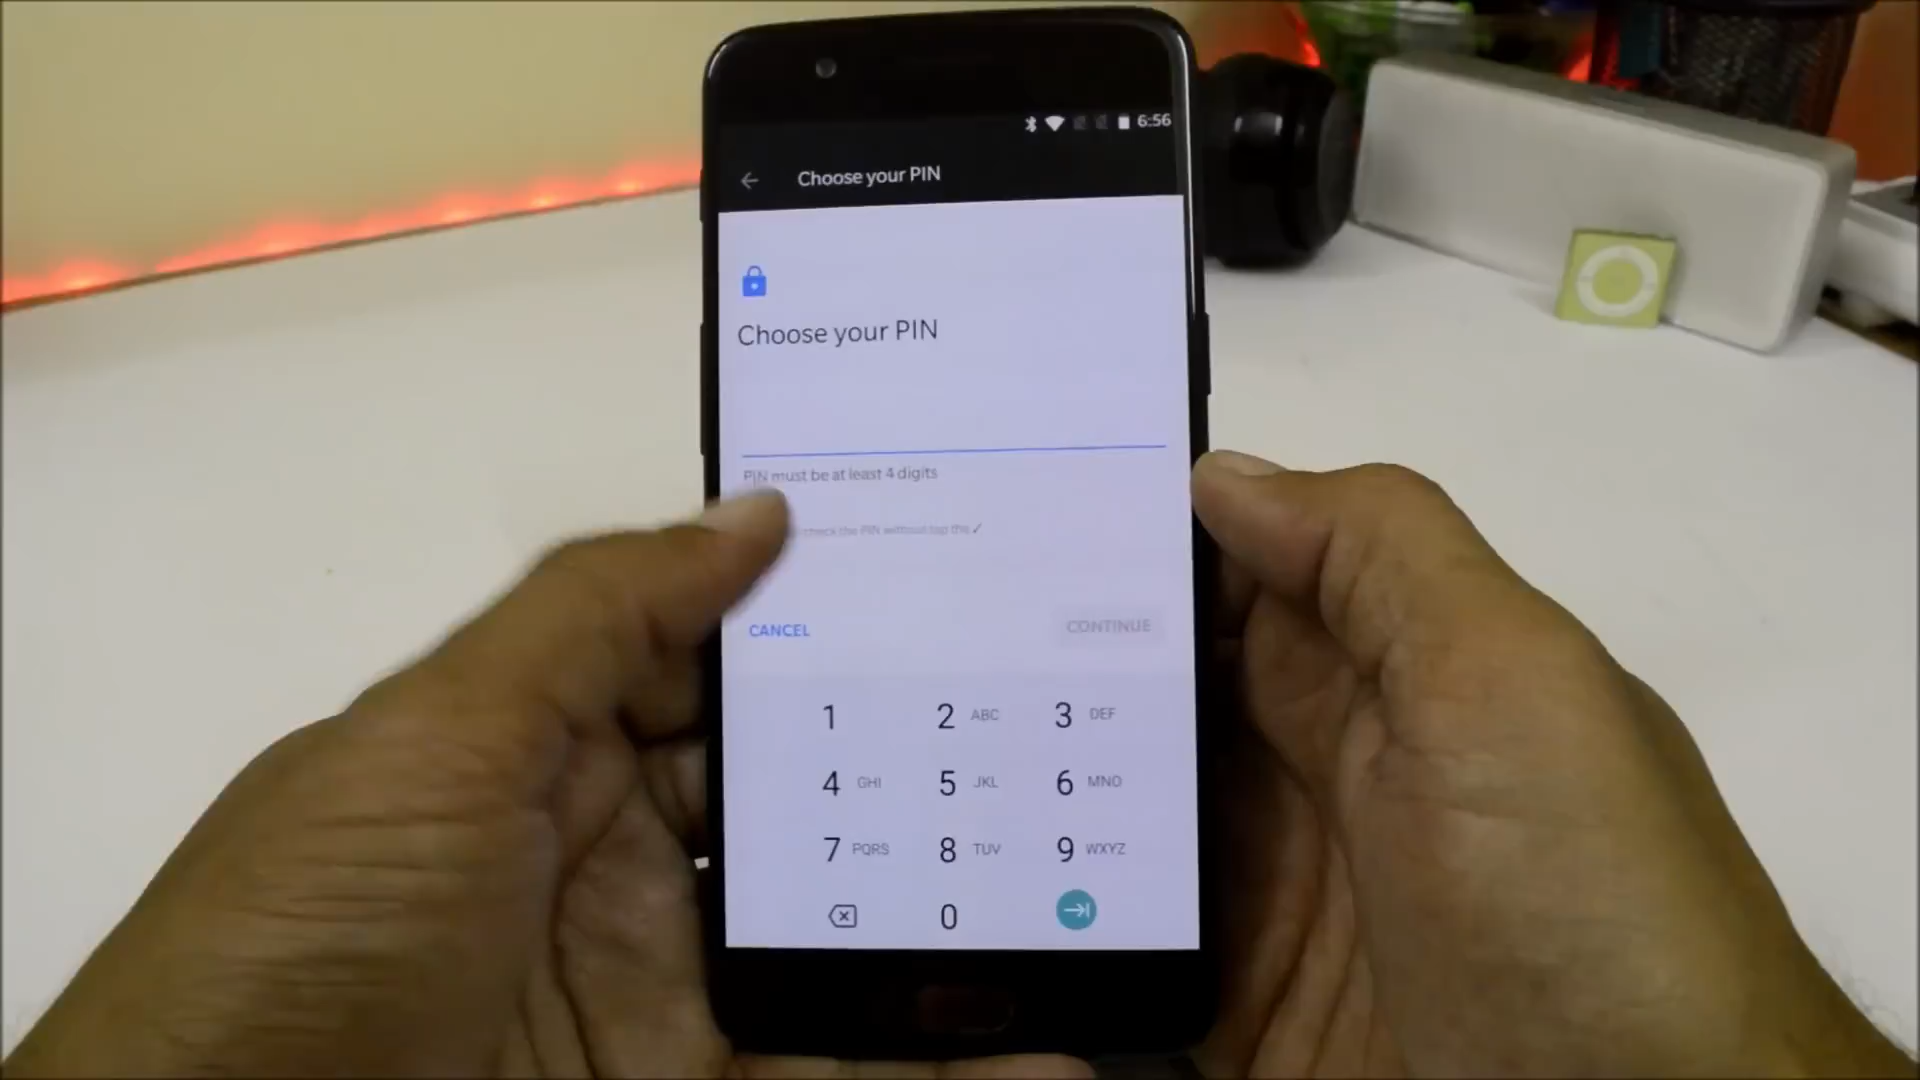 6:56
Choose your PIN
Choose your PIN
PIN must be at least 4 digits
check the PIN without tap the ✓
CANCEL
CONTINUE
1
2 ABC
3 DEF
4 GHI
5 JKL
6 MNO
7 PQRS
8 TUV
9 WXYZ
0